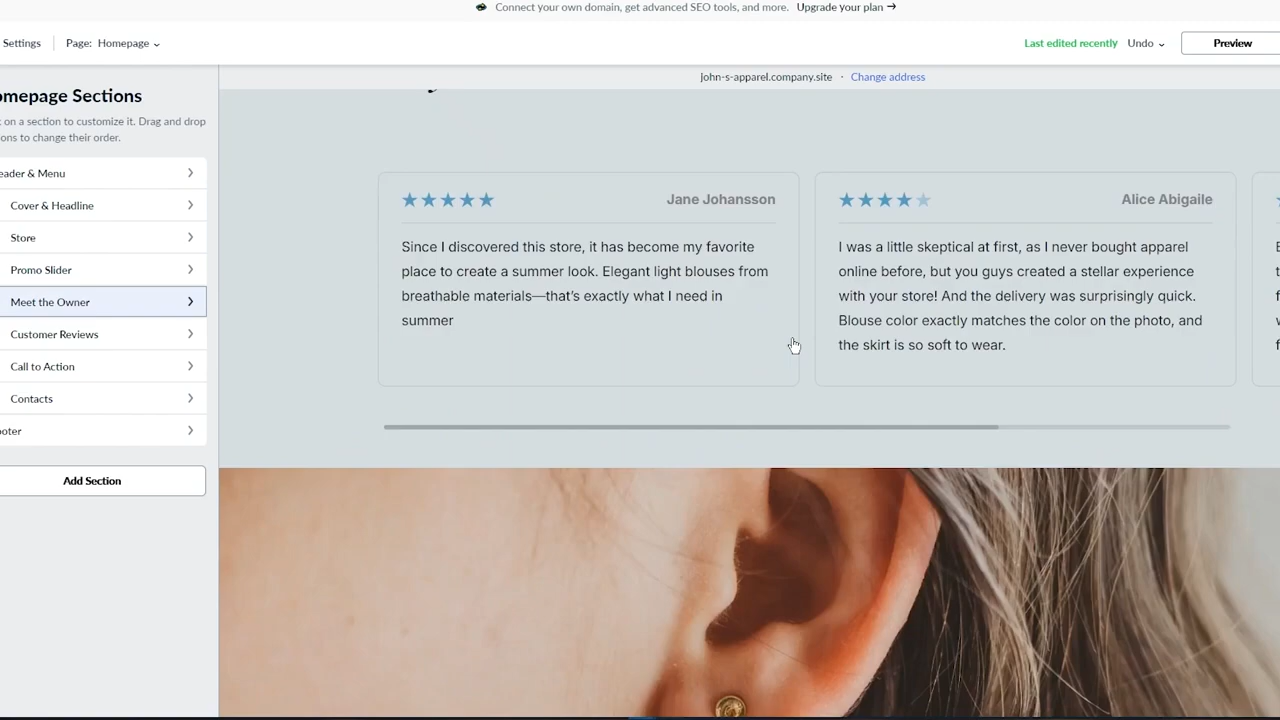 Connect your own domain, get advanced SEO tools, and more. Upgrade your plan →
Settings Page: Homepage Last edited recently Undo Preview
john-s-apparel.company.site · Change address
omepage Sections
on a section to customize it. Drag and drop
ons to change their order.
eader & Menu
Cover & Headline
Store
Promo Slider
Meet the Owner
Customer Reviews
Call to Action
Contacts
ooter
Add Section
Jane Johansson
Since I discovered this store, it has become my favorite
place to create a summer look. Elegant light blouses from
breathable materials—that's exactly what I need in
summer
Alice Abigaile
I was a little skeptical at first, as I never bought apparel
online before, but you guys created a stellar experience
with your store! And the delivery was surprisingly quick.
Blouse color exactly matches the color on the photo, and
the skirt is so soft to wear.